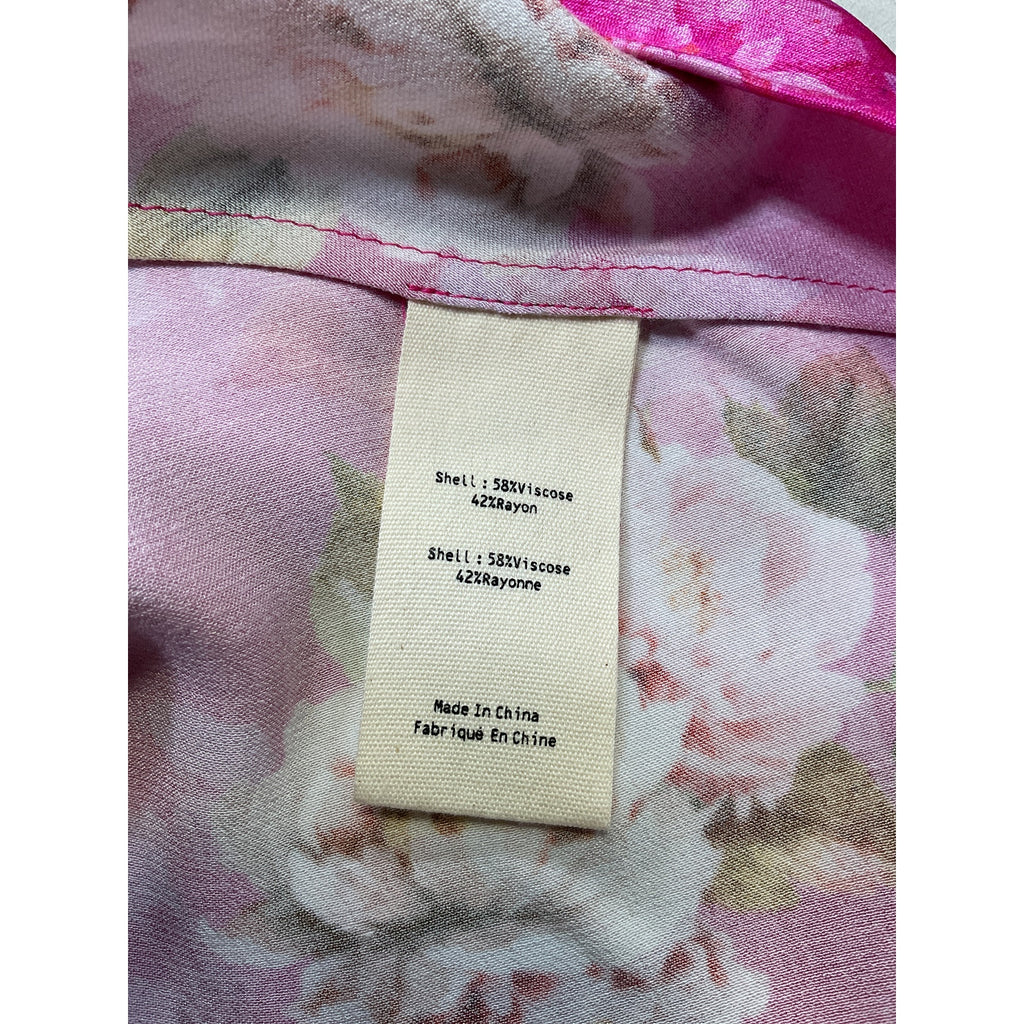 Shell : 58%Viscose
42%Rayon
Shell : 58%Viscose
42%Rayonne
Made In China
Fabriqué En Chine